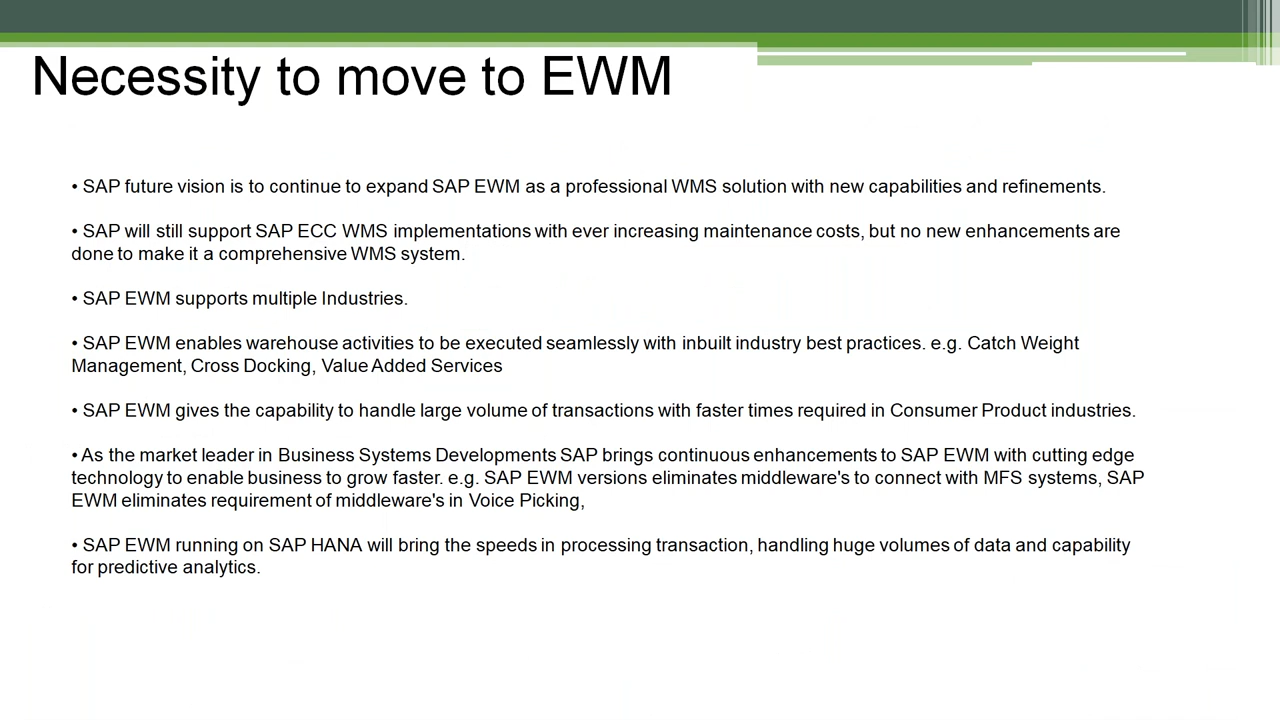 Necessity to move to EWM
• SAP future vision is to continue to expand SAP EWM as a professional WMS solution with new capabilities and refinements.
• SAP will still support SAP ECC WMS implementations with ever increasing maintenance costs, but no new enhancements are
done to make it a comprehensive WMS system.
• SAP EWM supports multiple Industries.
• SAP EWM enables warehouse activities to be executed seamlessly with inbuilt industry best practices. e.g. Catch Weight
Management, Cross Docking, Value Added Services
• SAP EWM gives the capability to handle large volume of transactions with faster times required in Consumer Product industries.
• As the market leader in Business Systems Developments SAP brings continuous enhancements to SAP EWM with cutting edge
technology to enable business to grow faster. e.g. SAP EWM versions eliminates middleware's to connect with MFS systems, SAP
EWM eliminates requirement of middleware's in Voice Picking,
• SAP EWM running on SAP HANA will bring the speeds in processing transaction, handling huge volumes of data and capability
for predictive analytics.